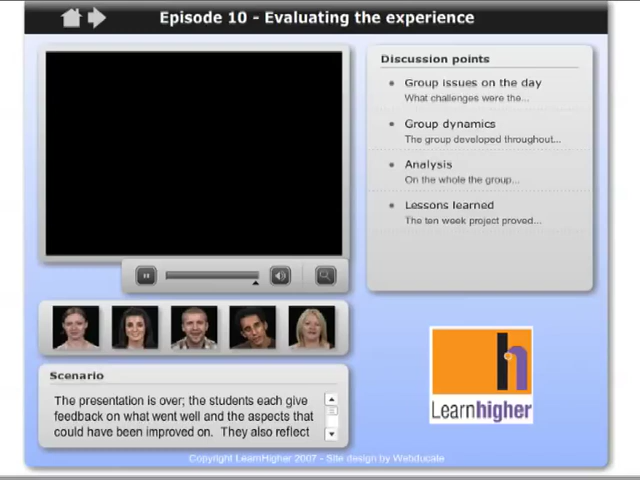 Episode 10 - Evaluating the experience
Discussion points
Group issues on the day
What challenges were the...
Group dynamics
The group developed throughout...
Analysis
On the whole the group...
Lessons learned
The ten week project proved...
Scenario
The presentation is over; the students each give
feedback on what went well and the aspects that
could have been improved on. They also reflect
h
Learnhigher
Copyright LearnHigher 2007 - Site design by Webducate